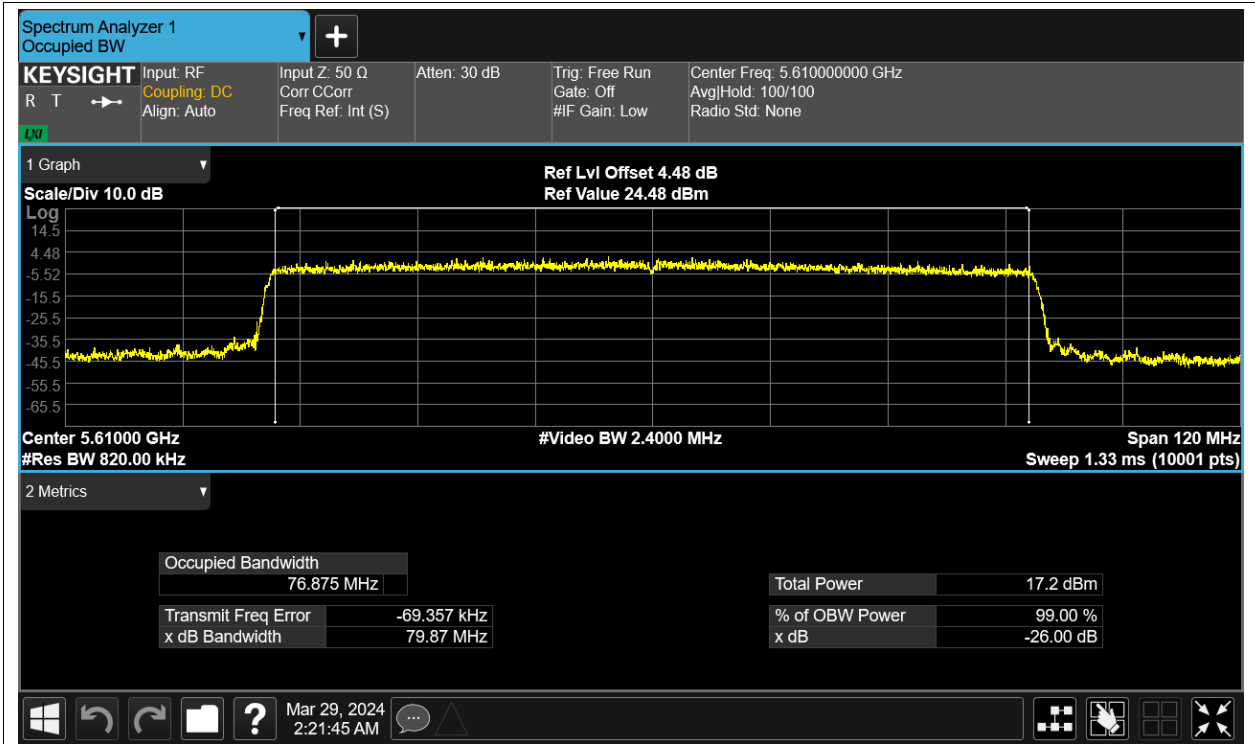 Spectrum Analyzer 1
Occupied BW
KEYSIGHT
R T
LXI
Input: RF
Coupling: DC
Align: Auto
Input Z: 50 Ω
Corr CCorr
Freq Ref: Int (S)
Atten: 30 dB
Trig: Free Run
Gate: Off
#IF Gain: Low
Center Freq: 5.610000000 GHz
Avg|Hold: 100/100
Radio Std: None
1 Graph
Ref Lvl Offset 4.48 dB
Scale/Div 10.0 dB
Ref Value 24.48 dBm
Log
14.5
4.48
-5.52
-15.5
-25.5
-35.5
-45.5
-55.5
-65.5
Center 5.61000 GHz
#Video BW 2.4000 MHz
Span 120 MHz
#Res BW 820.00 kHz
Sweep 1.33 ms (10001 pts)
2 Metrics
Occupied Bandwidth
76.875 MHz
Total Power 17.2 dBm
Transmit Freq Error -69.357 kHz
% of OBW Power 99.00 %
x dB Bandwidth 79.87 MHz
x dB -26.00 dB
?
Mar 29, 2024
2:21:45 AM